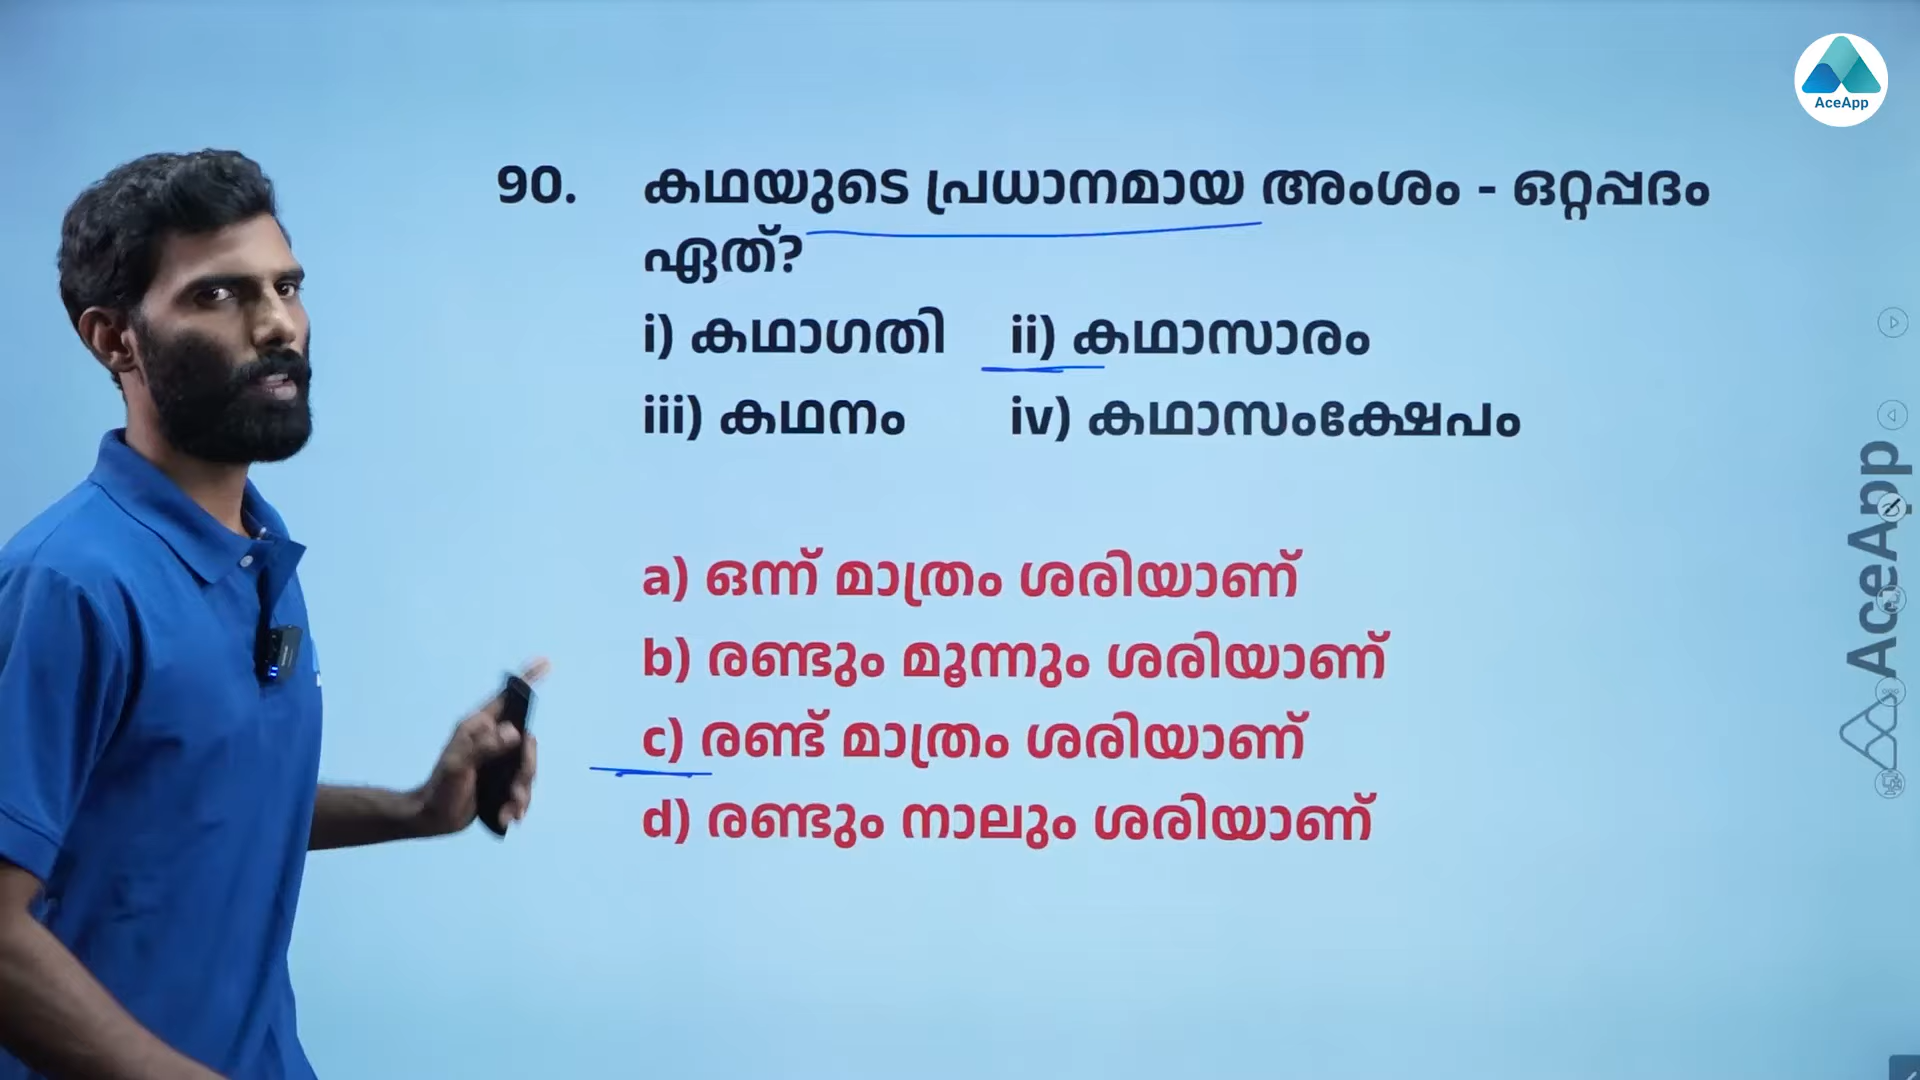 AceApp
90. കഥയുടെ പ്രധാനമായ അംശം - ഒറ്റപ്പദം
ഏത്?
i) കഥാഗതി ii) കഥാസാരം
iii) കഥനം iv) കഥാസംക്ഷേപം
a) ഒന്ന് മാത്രം ശരിയാണ്
b) രണ്ടും മൂന്നും ശരിയാണ്
c) രണ്ട് മാത്രം ശരിയാണ്
d) രണ്ടും നാലും ശരിയാണ്
AceApp